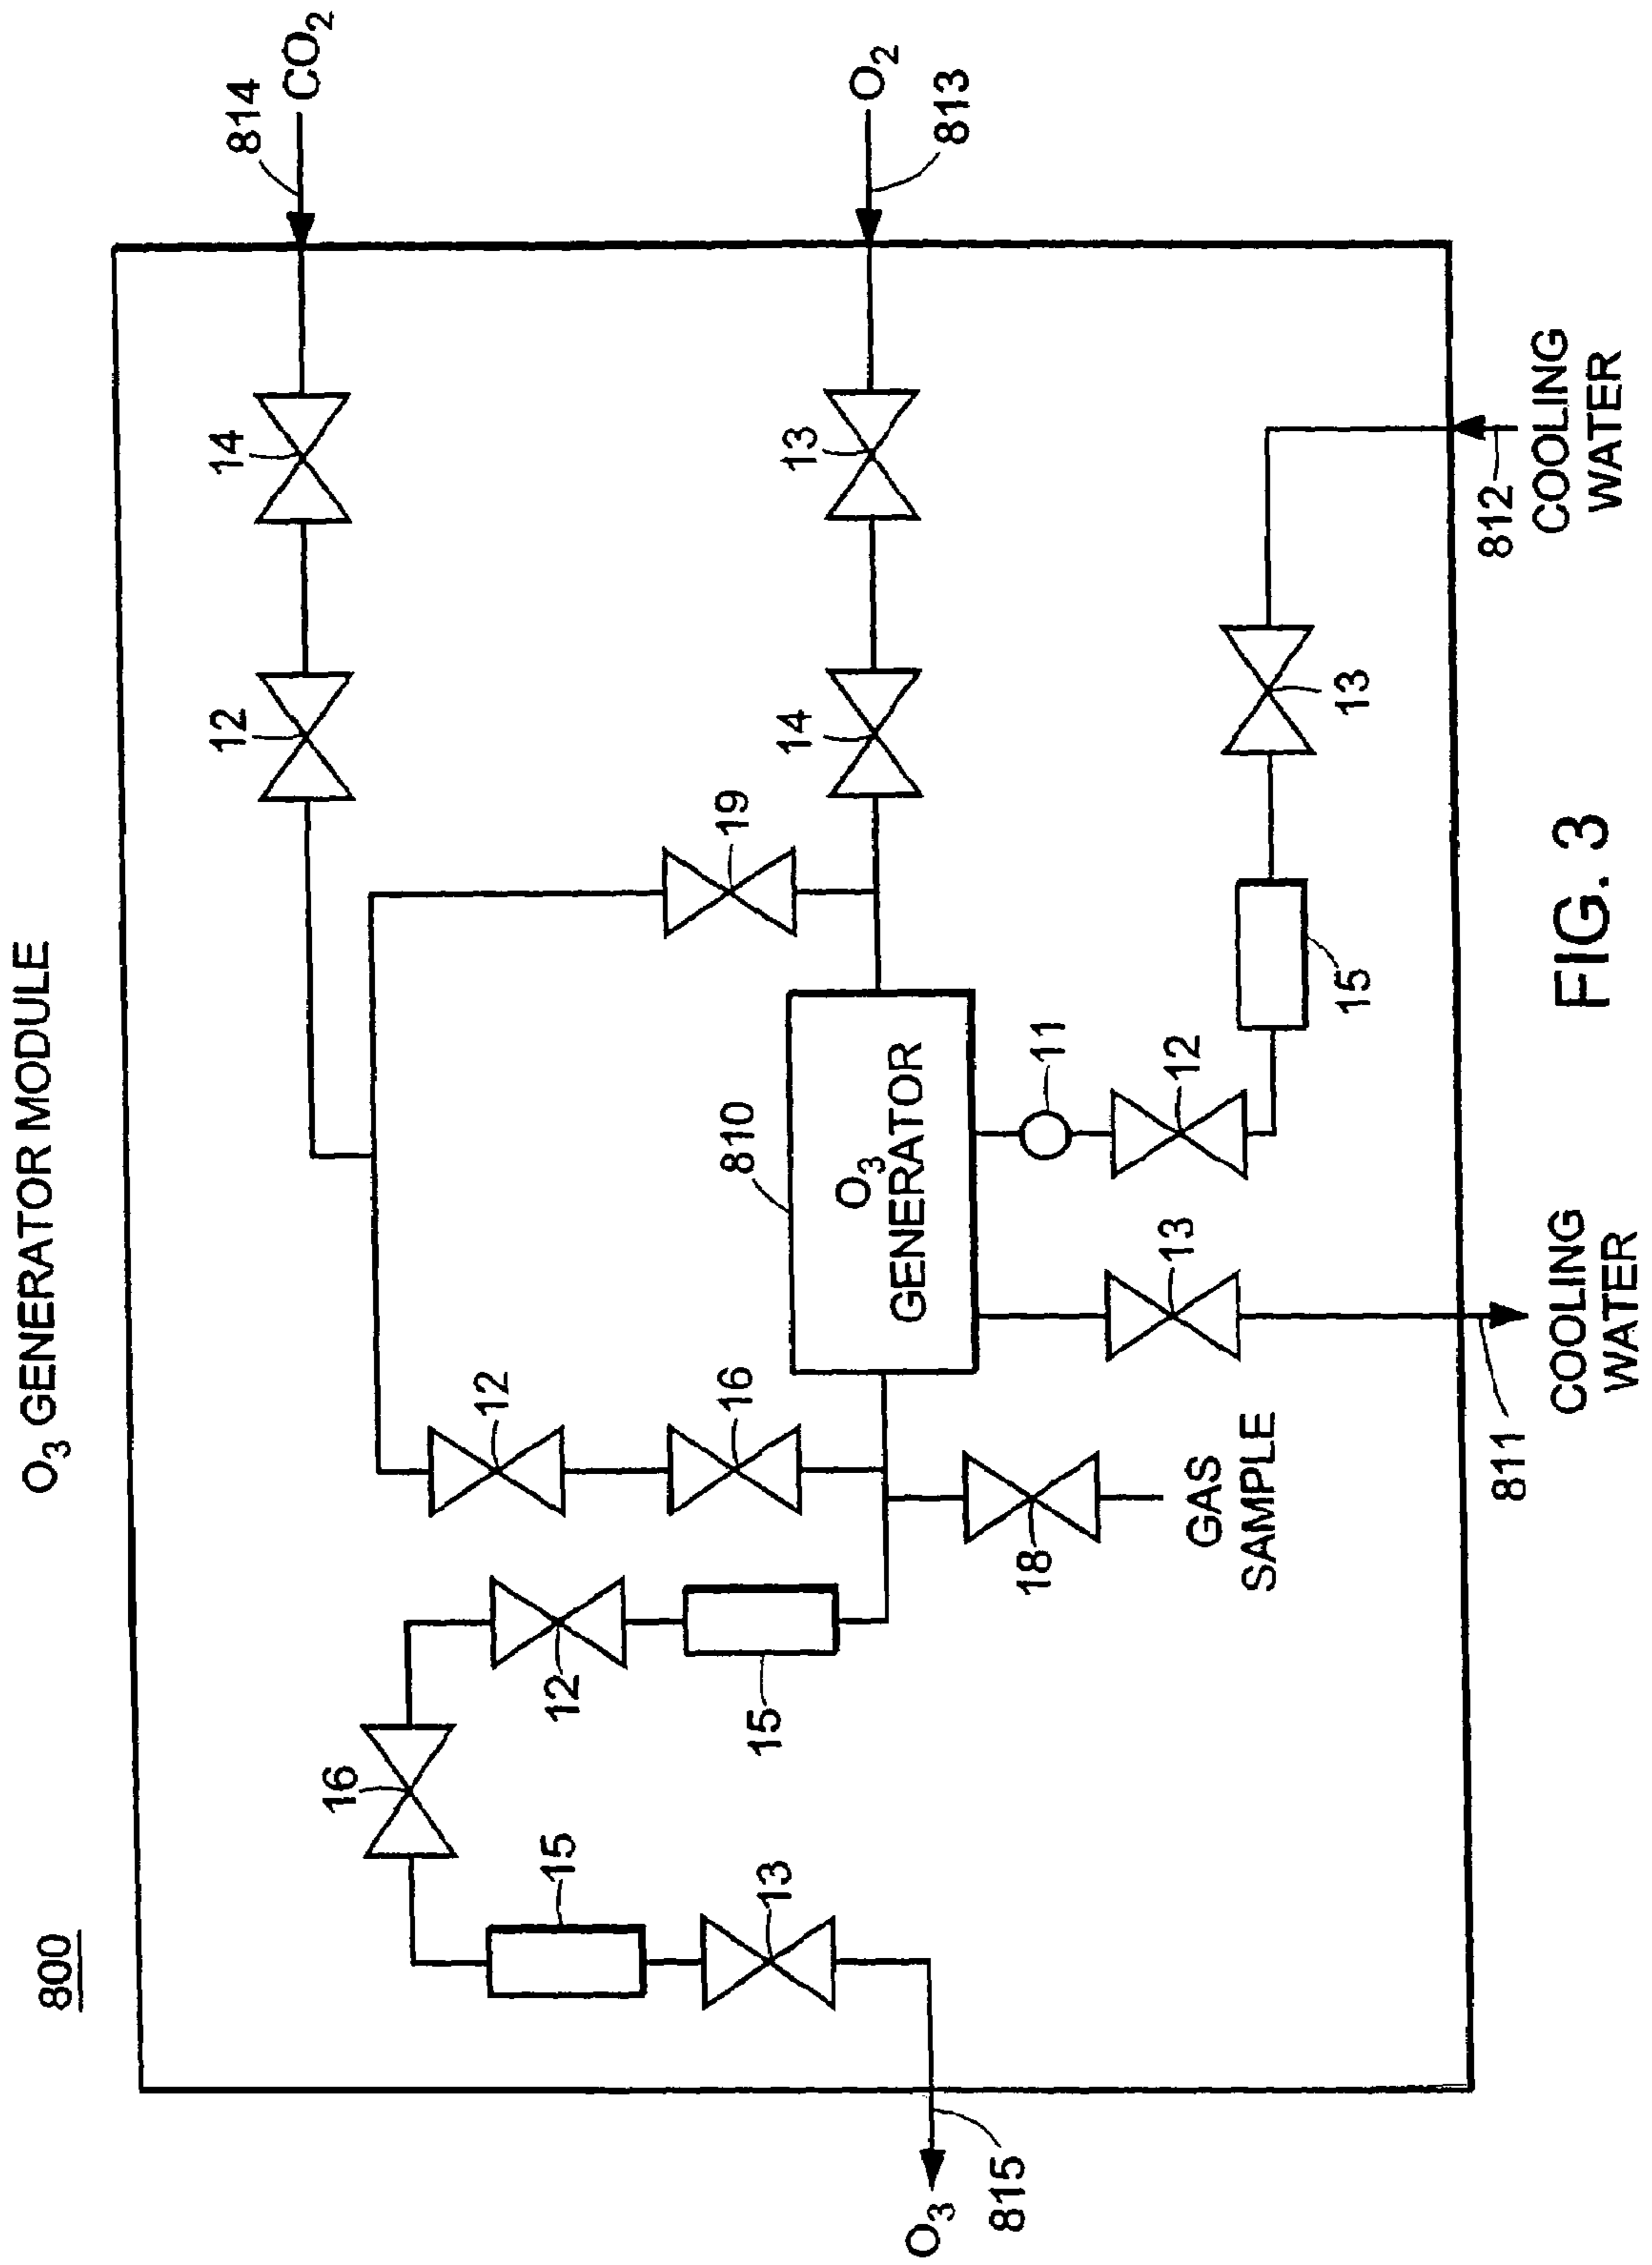 O3 GENERATOR MODULE
800
814
CO2
14
12
O2
813
13
14
19
12
16
810
O3
GENERATOR
11
12
15
13
812
COOLING
WATER
13
811
COOLING
WATER
18
GAS
SAMPLE
12
15
16
15
13
O3
815
FIG. 3